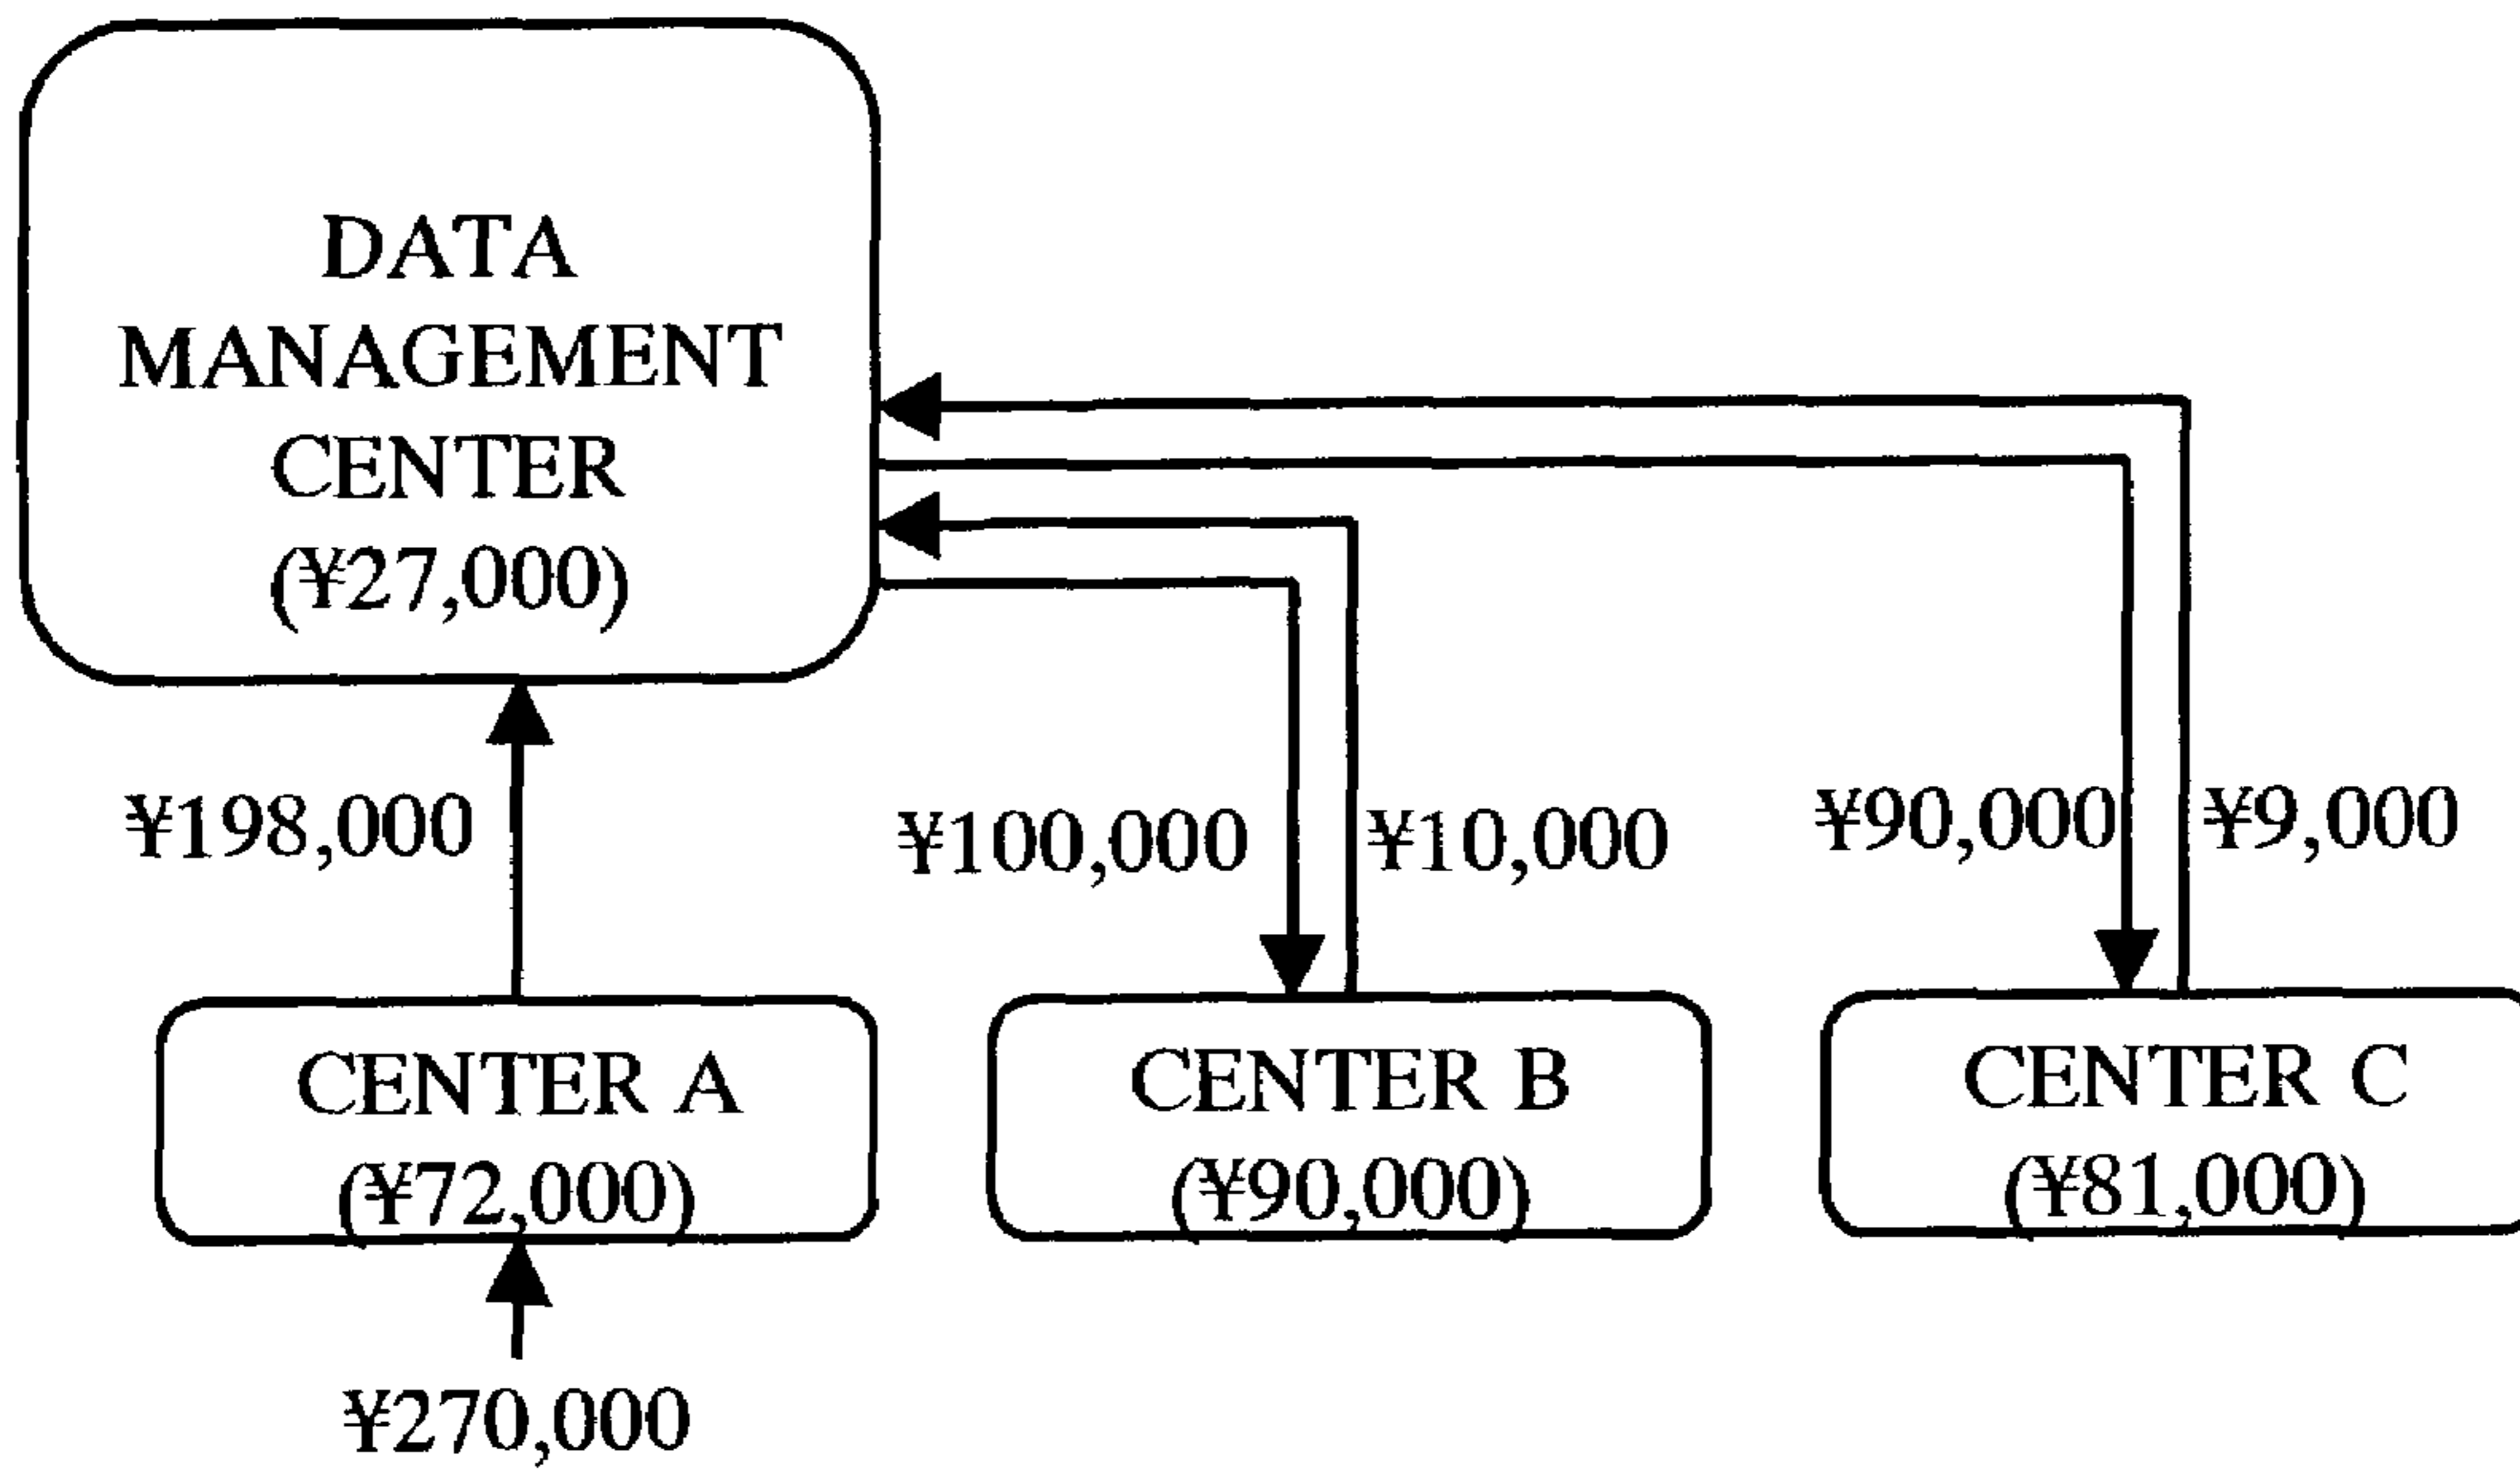 DATA
MANAGEMENT
CENTER
(¥27,000)
¥198,000
¥100,000
¥10,000
¥90,000
¥9,000
CENTER A
(¥72,000)
CENTER B
(¥90,000)
CENTER C
(¥81,000)
¥270,000